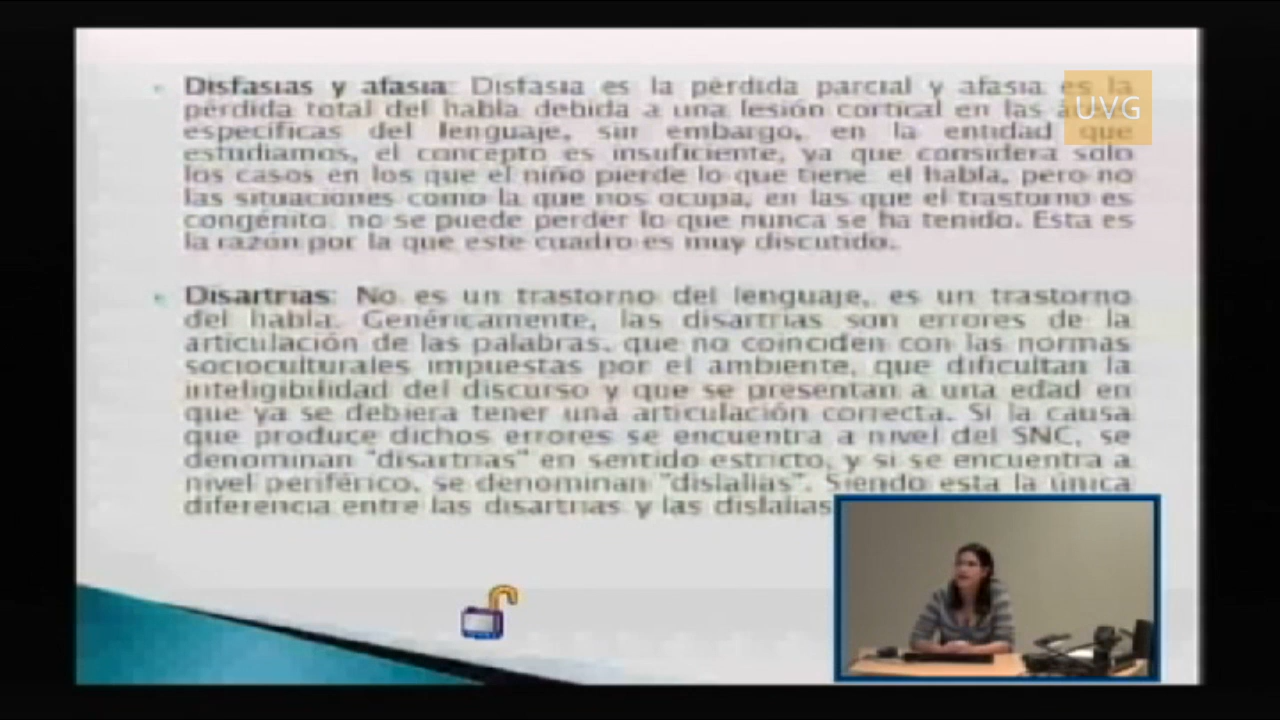 Disfasias y afasia: Disfasia es la pérdida parcial y afasia es la
pérdida total del habla debida a una lesión cortical en las
UVG
específicas del lenguaje, sin embargo, en la entidad que
estudiamos, el concepto es insuficiente, ya que considera solo
los casos en los que el niño pierde lo que tiene el habla, pero no
las situaciones como la que nos ocupa, en las que el trastorno es
congénito, no se puede perder lo que nunca se ha tenido. Esta es
la razón por la que este cuadro es muy discutido.
Disartrias: No es un trastorno del lenguaje, es un trastorno
del habla. Genéricamente, las disartrias son errores de la
articulación de las palabras, que no coinciden con las normas
socioculturales impuestas por el ambiente, que dificultan la
inteligibilidad del discurso y que se presentan a una edad en
que ya se debiera tener una articulación correcta. Si la causa
que produce dichos errores se encuentra a nivel del SNC, se
denominan "disartrias" en sentido estricto, y si se encuentra a
nivel periférico, se denominan "dislalias". Siendo esta la única
diferencia entre las disartrias y las dislalias